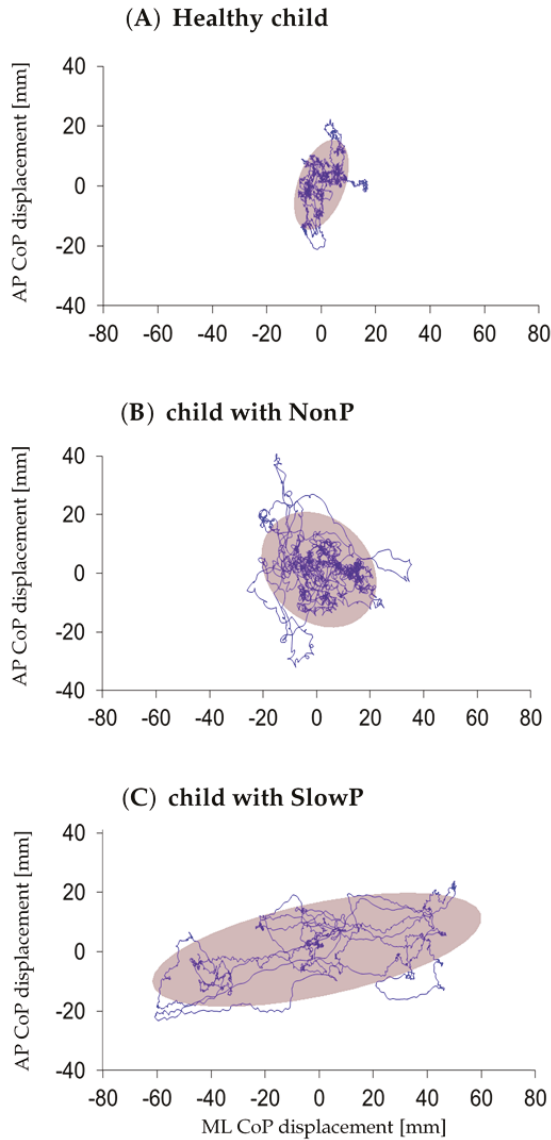 (A) Healthy child
AP CoP displacement [mm]
40
20
0
-20
-40
-80 -60 -40 -20 0 20 40 60 80
(B) child with NonP
AP CoP displacement [mm]
40
20
0
-20
-40
-80 -60 -40 -20 0 20 40 60 80
(C) child with SlowP
AP CoP displacement [mm]
40
20
0
-20
-40
-80 -60 -40 -20 0 20 40 60 80
ML CoP displacement [mm]